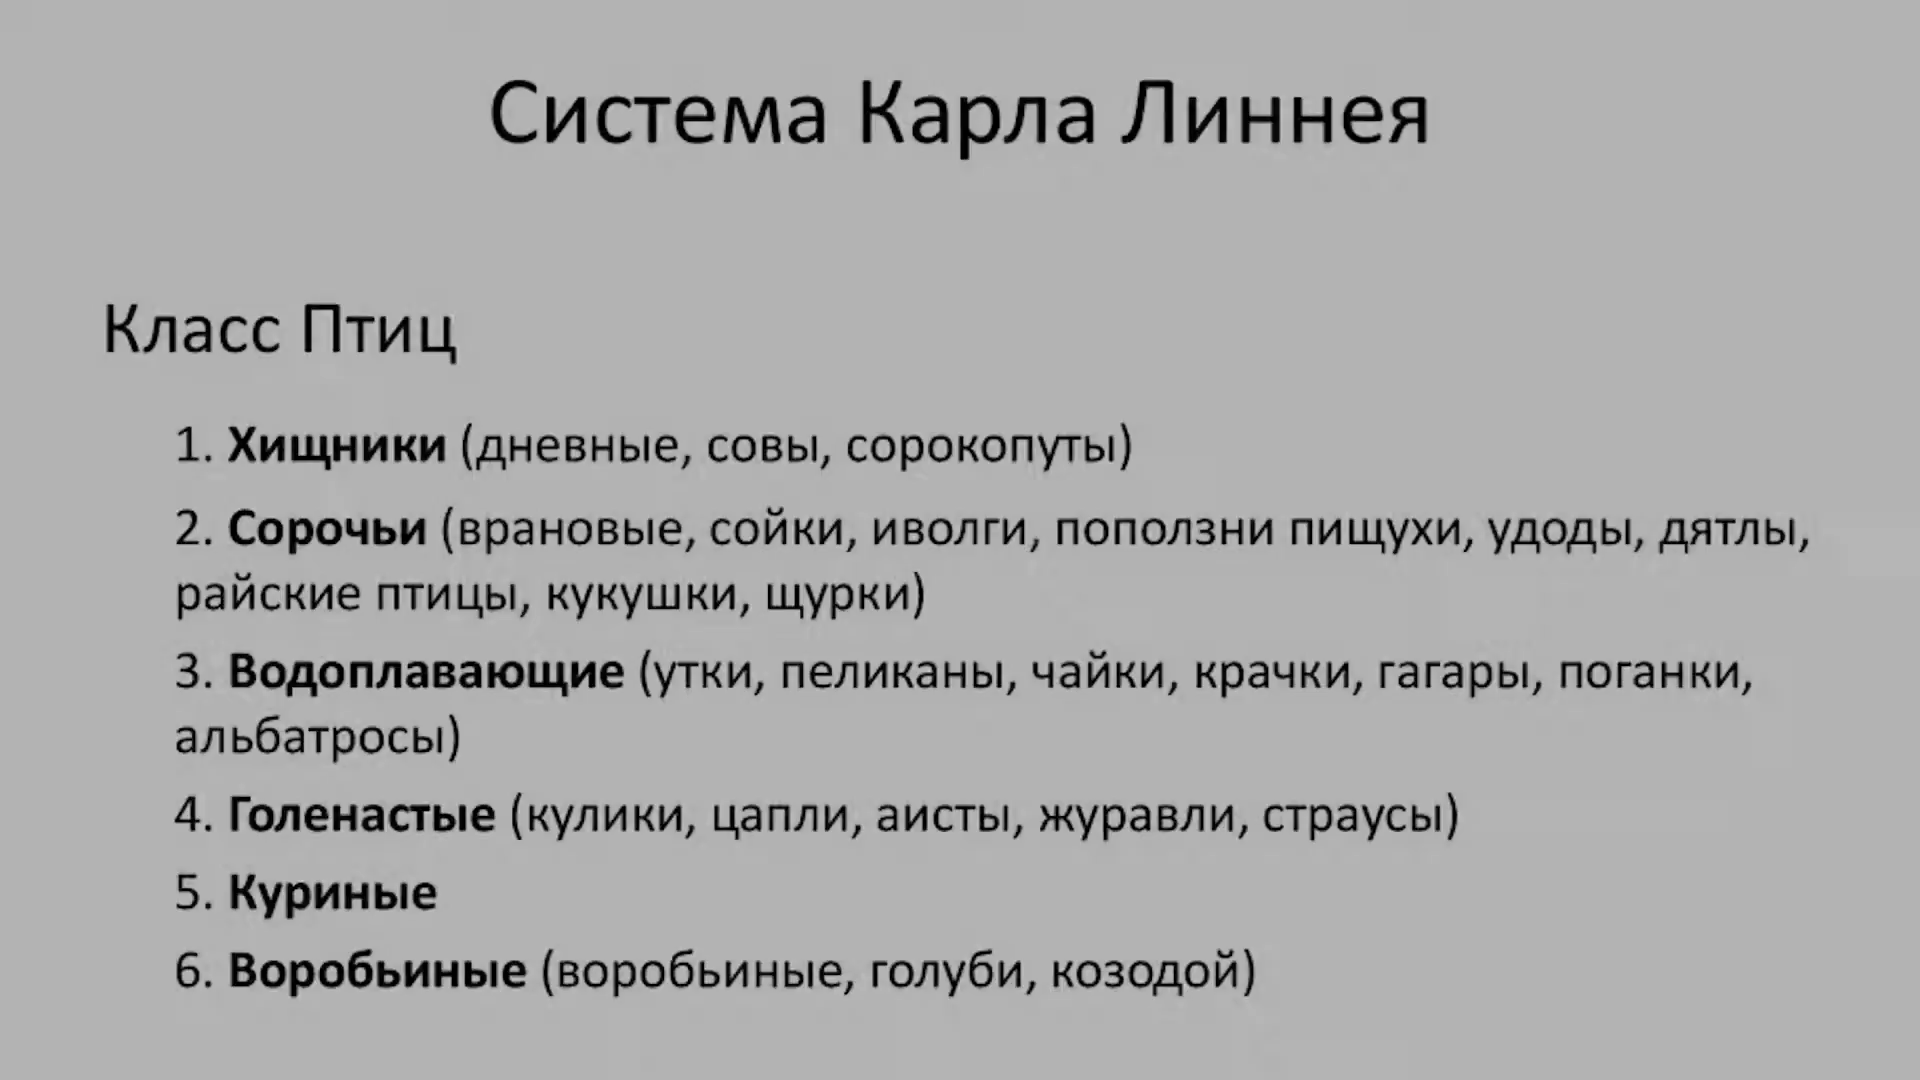 Система Карла Линнея
Класс Птиц
1. Хищники (дневные, совы, сорокопуты)
2. Сорочьи (врановые, сойки, иволги, поползни пищухи, удоды, дятлы,
райские птицы, кукушки, щурки)
3. Водоплавающие (утки, пеликаны, чайки, крачки, гагары, поганки,
альбатросы)
4. Голенастые (кулики, цапли, аисты, журавли, страусы)
5. Куриные
6. Воробьиные (воробьиные, голуби, козодой)